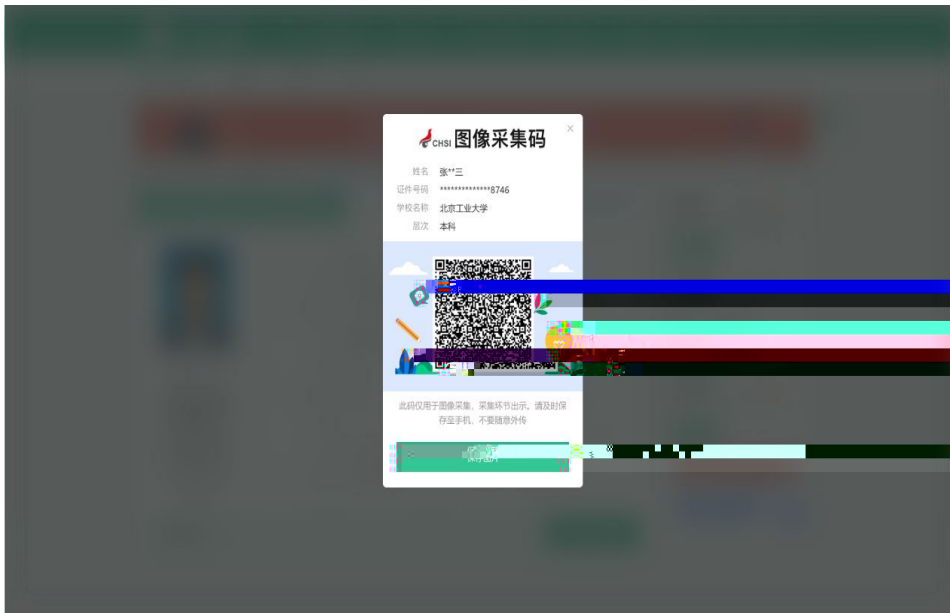 CHSI 图像采集码
×
姓名 张**三
证件号码 **************8746
学校名称 北京工业大学
层次 本科
此码仅用于图像采集，采集环节出示。请及时保
存至手机，不要随意外传